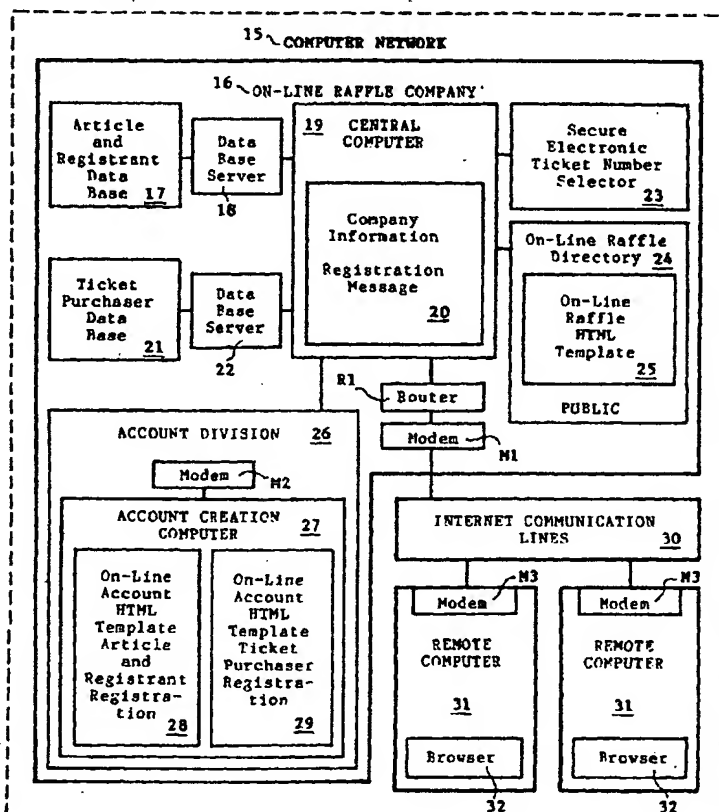 15 COMPUTER NETWORK
16 ON-LINE RAFFLE COMPANY
Article
and
Registrant
Data
Base 17
Data
Base
Server
18
19 CENTRAL
COMPUTER
Company
Information
Registration
Message
20
Secure
Electronic
Ticket Number
Selector
23
Ticket
Purchaser
Data
Base
21
Data
Base
Server
22
On-Line Raffle
Directory 24
On-Line
Raffle
HTML
Template
25
PUBLIC
R1
Router
Modem
M1
ACCOUNT DIVISION 26
Modem
M2
ACCOUNT CREATION
COMPUTER 27
On-Line
Account
HTML
Template
Article
and
Registrant
Registra-
tion
28
On-Line
Account
HTML
Template
Ticket
Purchaser
Registra-
tion
29
INTERNET COMMUNICATION
LINES 30
M3
Modem
REMOTE
COMPUTER
31
Browser
32
M3
Modem
REMOTE
COMPUTER
31
Browser
32